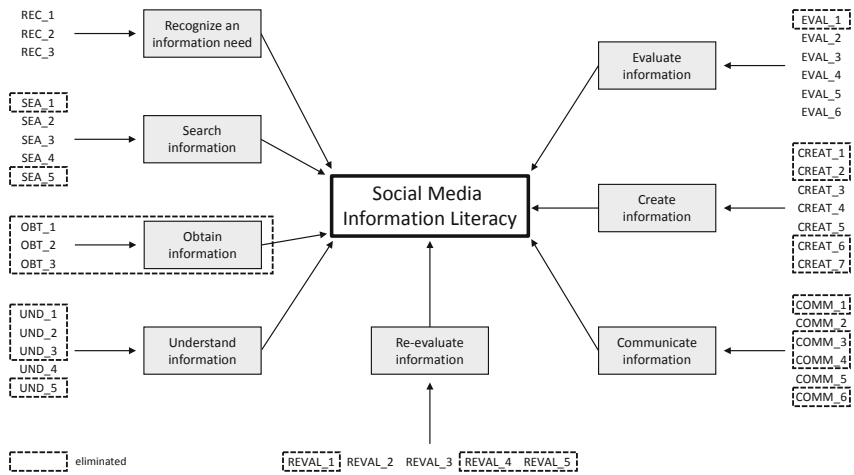 REC_1
REC_2
REC_3
Recognize an
information need
SEA_1
SEA_2
SEA_3
SEA_4
SEA_5
Search
information
OBT_1
OBT_2
OBT_3
Obtain
information
UND_1
UND_2
UND_3
UND_4
UND_5
Understand
information
Social Media
Information Literacy
Re-evaluate
information
REVAL_1 REVAL_2 REVAL_3 REVAL_4 REVAL_5
Evaluate
information
EVAL_1
EVAL_2
EVAL_3
EVAL_4
EVAL_5
EVAL_6
Create
information
CREAT_1
CREAT_2
CREAT_3
CREAT_4
CREAT_5
CREAT_6
CREAT_7
Communicate
information
COMM_1
COMM_2
COMM_3
COMM_4
COMM_5
COMM_6
eliminated